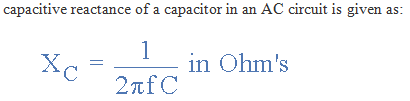 capacitive reactance of a capacitor in an AC circuit is given as:
X_C = 1 / 2πfC in Ohm's